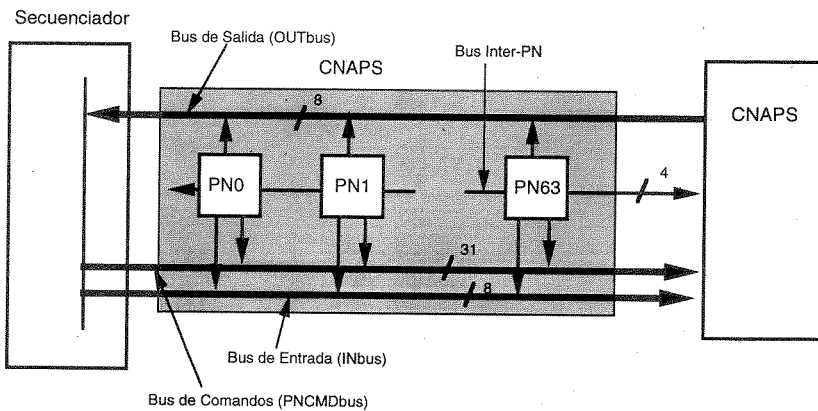 Secuenciador
Bus de Salida (OUTbus)
Bus Inter-PN
CNAPS
8
CNAPS
PN0
PN1
PN63
4
31
8
Bus de Entrada (INbus)
Bus de Comandos (PNCMDbus)